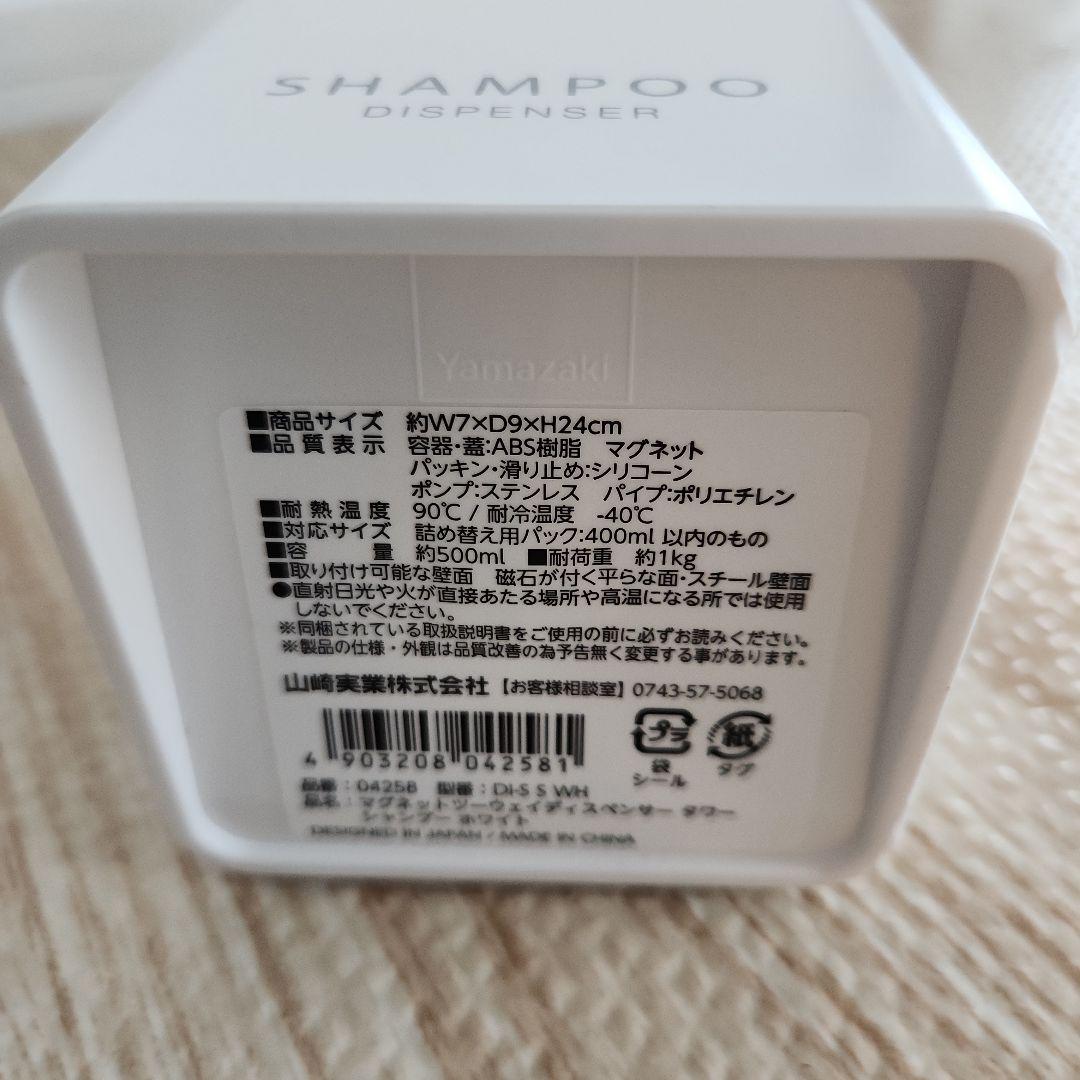 SHAMPOO
DISPENSER
Yamazaki
■商品サイズ 約W7×D9×H24cm
■品質表示 容器・蓋:ABS樹脂 マグネット
パッキン・滑り止め:シリコーン
ポンプ:ステンレス パイプ:ポリエチレン
■耐熱温度 90℃ / 耐冷温度 -40℃
■対応サイズ 詰め替え用パック:400ml 以内のもの
■容量 約500ml ■耐荷重 約1kg
■取り付け可能な壁面 磁石が付く平らな面・スチール壁面
●直射日光や火が直接あたる場所や高温になる所では使用
しないでください。
※同梱されている取扱説明書をご使用の前に必ずお読みください。
※製品の仕様・外観は品質改善の為予告無く変更する事があります。
山崎実業株式会社【お客様相談室】0743-57-5068
プラ 紙
袋 タグ
シール
4 903208 042581
品番：04258 型番：DI-S S WH
品名：マグネットツーウェイディスペンサー タワー
シャンプー ホワイト
DESIGNED IN JAPAN / MADE IN CHINA